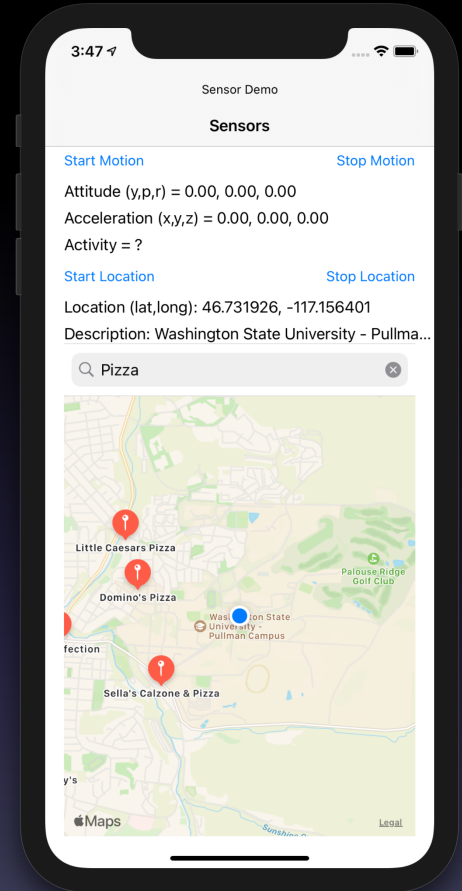 3:47
Sensor Demo
Sensors
Start Motion Stop Motion
Attitude (y,p,r) = 0.00, 0.00, 0.00
Acceleration (x,y,z) = 0.00, 0.00, 0.00
Activity = ?
Start Location Stop Location
Location (lat,long): 46.731926, -117.156401
Description: Washington State University - Pullma...
Pizza
Little Caesars Pizza
Palouse Ridge
Golf Club
Domino's Pizza
Washington State
University -
Pullman Campus
fection
Sella's Calzone & Pizza
y's
Maps
Legal
Sunshine C